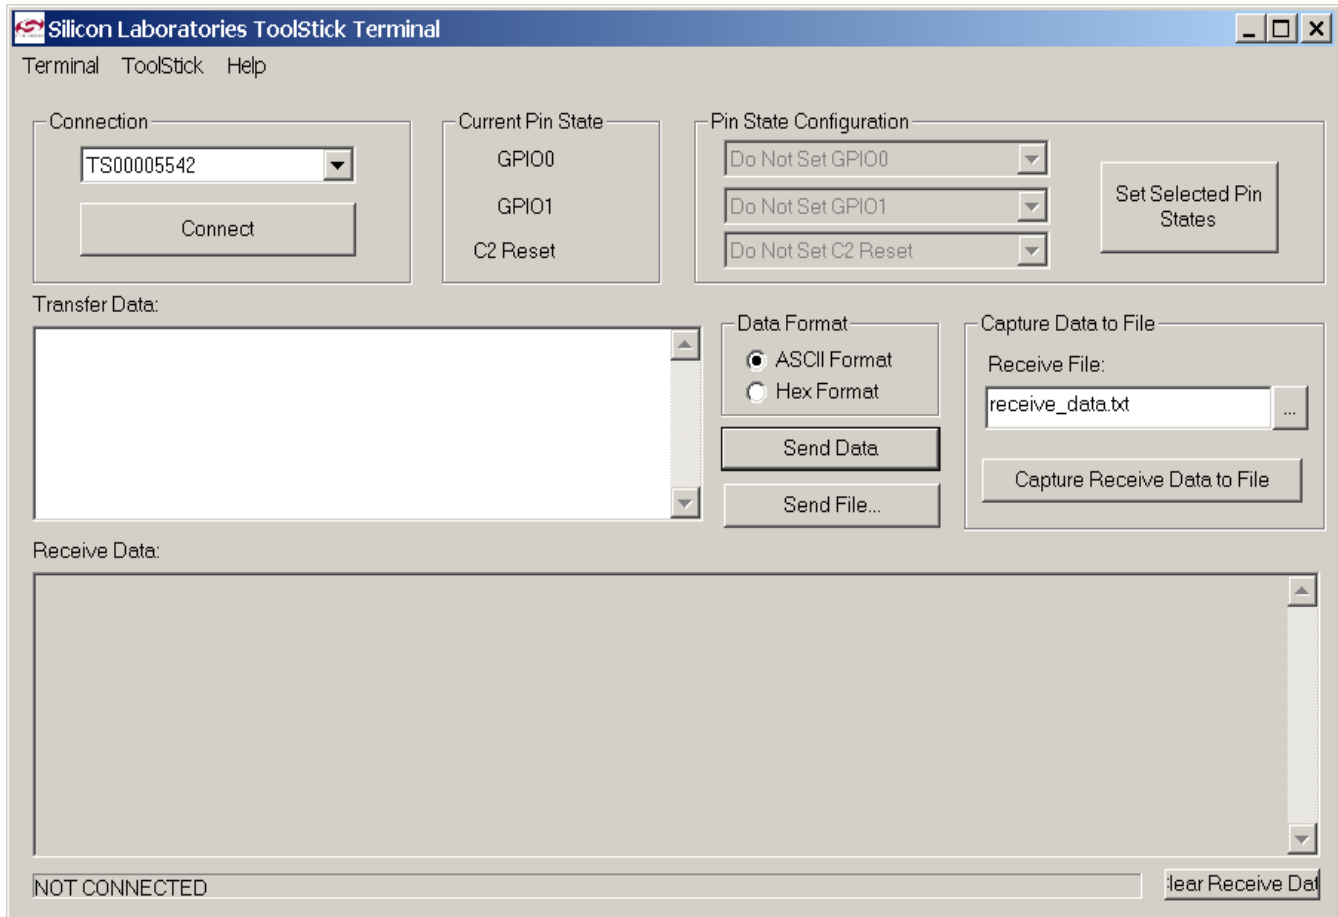 Silicon Laboratories ToolStick Terminal
Terminal ToolStick Help
Connection
TS00005542
Connect
Current Pin State
GPIO0
GPIO1
C2 Reset
Pin State Configuration
Do Not Set GPIO0
Do Not Set GPIO1
Do Not Set C2 Reset
Set Selected Pin
States
Transfer Data:
Data Format
ASCII Format
Hex Format
Send Data
Send File...
Capture Data to File
Receive File:
receive_data.txt
...
Capture Receive Data to File
Receive Data:
NOT CONNECTED
lear Receive Dat